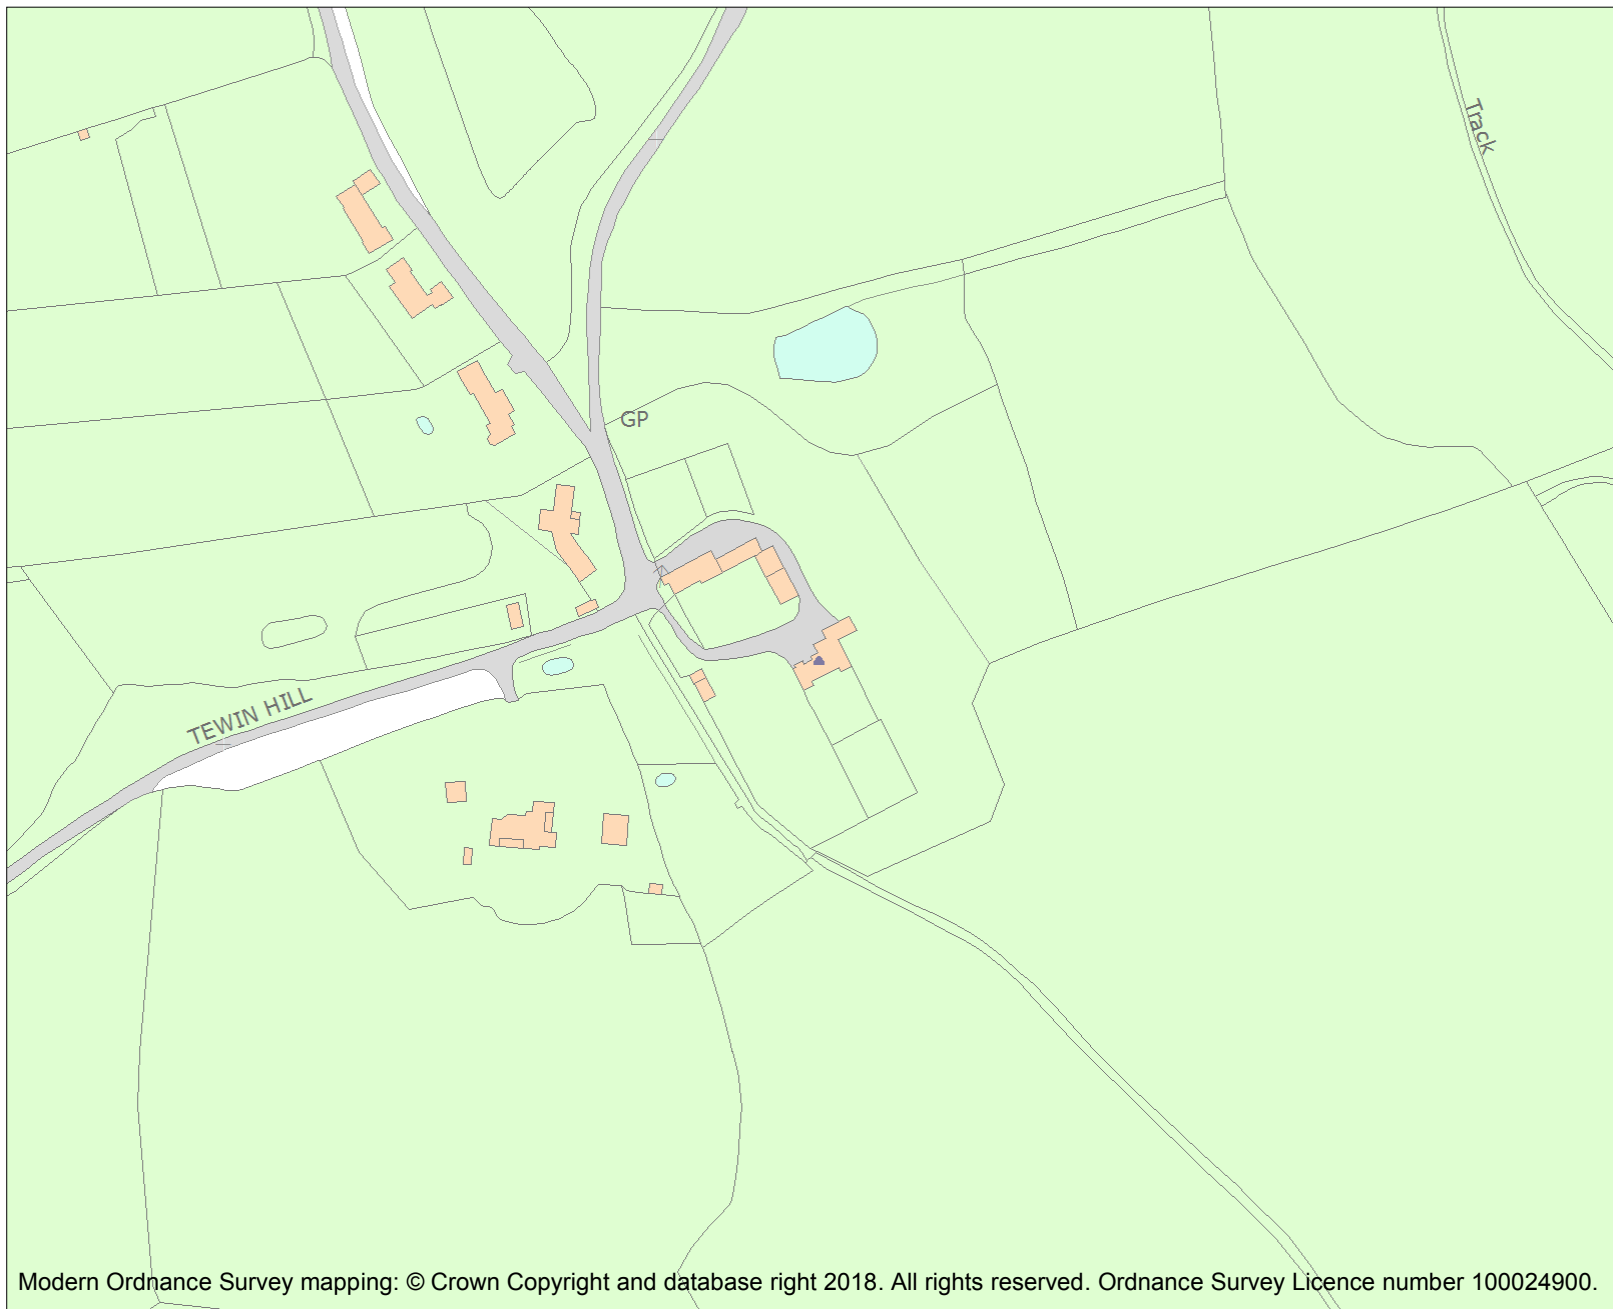 Track
GP
TEWIN HILL
Modern Ordnance Survey mapping: © Crown Copyright and database right 2018. All rights reserved. Ordnance Survey Licence number 100024900.